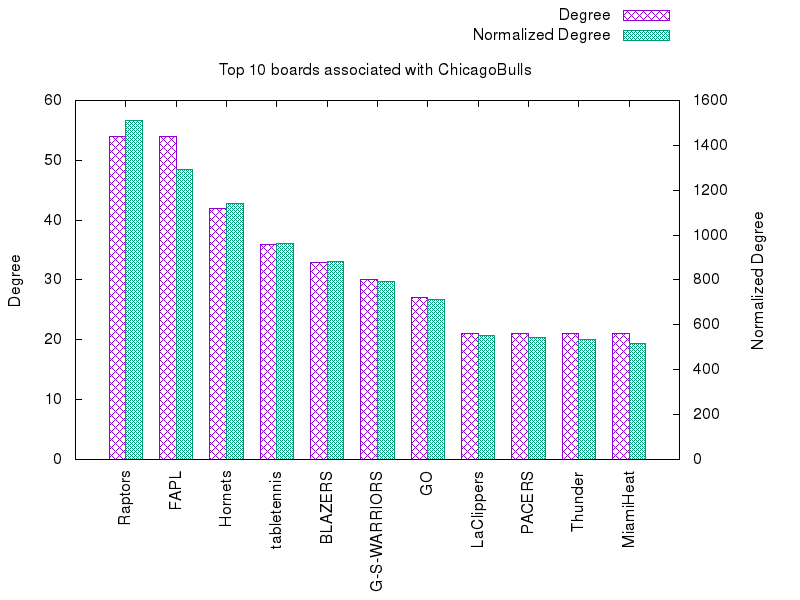 Degree
Normalized Degree
Top 10 boards associated with ChicagoBulls
60
50
40
30
20
10
0
Degree
1600
1400
1200
1000
800
600
400
200
0
Normalized Degree
Raptors
FAPL
Hornets
tabletennis
BLAZERS
G-S-WARRIORS
GO
LaClippers
PACERS
Thunder
MiamiHeat